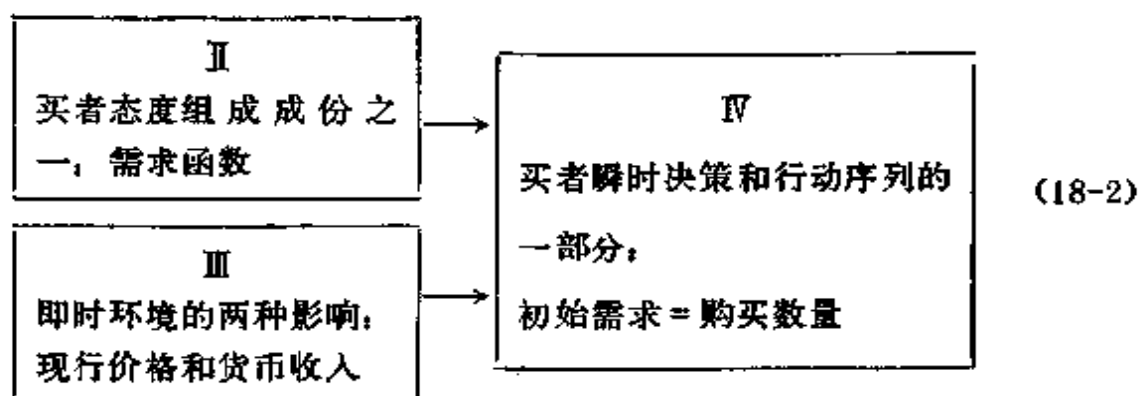 Ⅱ
买者态度组成成份之
一：需求函数
Ⅲ
即时环境的两种影响：
现行价格和货币收入
Ⅳ
买者瞬时决策和行动序列的
一部分：
初始需求=购买数量
(18-2)